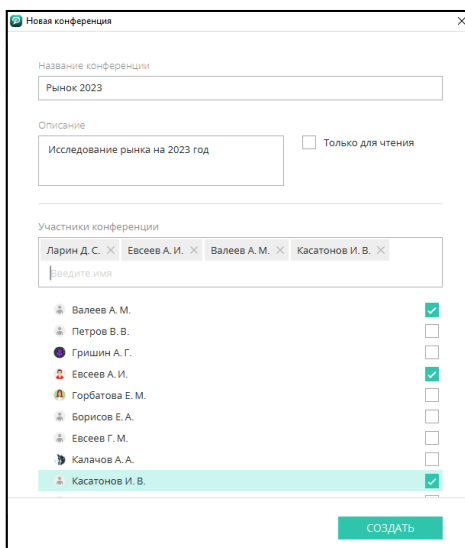 Новая конференция
Название конференции
Рынок 2023
Описание
Исследование рынка на 2023 год
Только для чтения
Участники конференции
Ларин Д. С. Евсеев А. И. Валеев А. М. Касатонов И. В.
Введите имя
Валеев А. М.
Петров В. В.
Гришин А. Г.
Евсеев А. И.
Горбатова Е. М.
Борисов Е. А.
Евсеев Г. М.
Калачов А. А.
Касатонов И. В.
СОЗДАТЬ